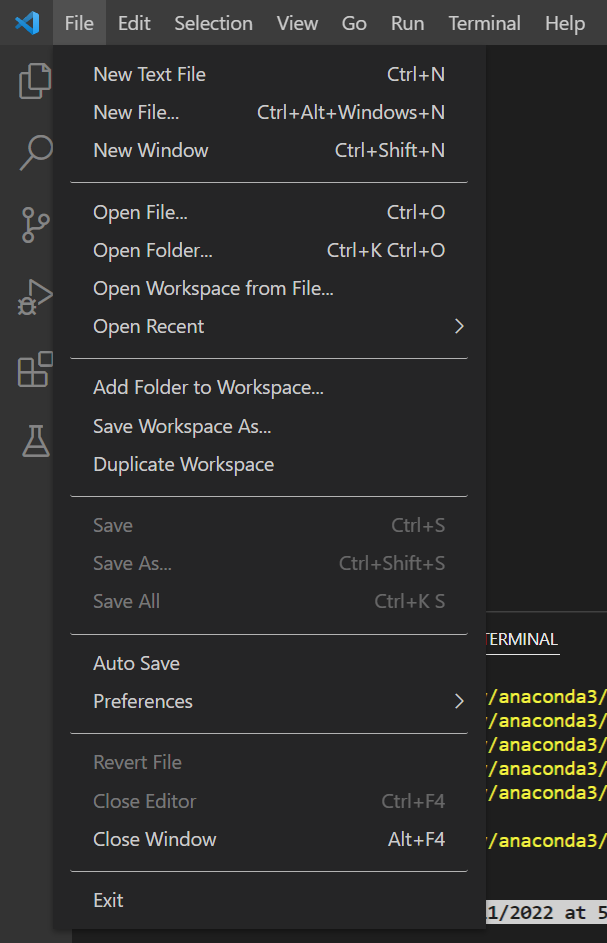 File Edit Selection View Go Run Terminal Help
New Text File Ctrl+N
New File... Ctrl+Alt+Windows+N
New Window Ctrl+Shift+N
Open File... Ctrl+O
Open Folder... Ctrl+K Ctrl+O
Open Workspace from File...
Open Recent
Add Folder to Workspace...
Save Workspace As...
Duplicate Workspace
Save Ctrl+S
Save As... Ctrl+Shift+S
Save All Ctrl+K S
TERMINAL
Auto Save
Preferences
/anaconda3/
/anaconda3/
/anaconda3/
/anaconda3/
/anaconda3/
Revert File
Close Editor Ctrl+F4
Close Window Alt+F4
/anaconda3/
Exit
1/2022 at 5